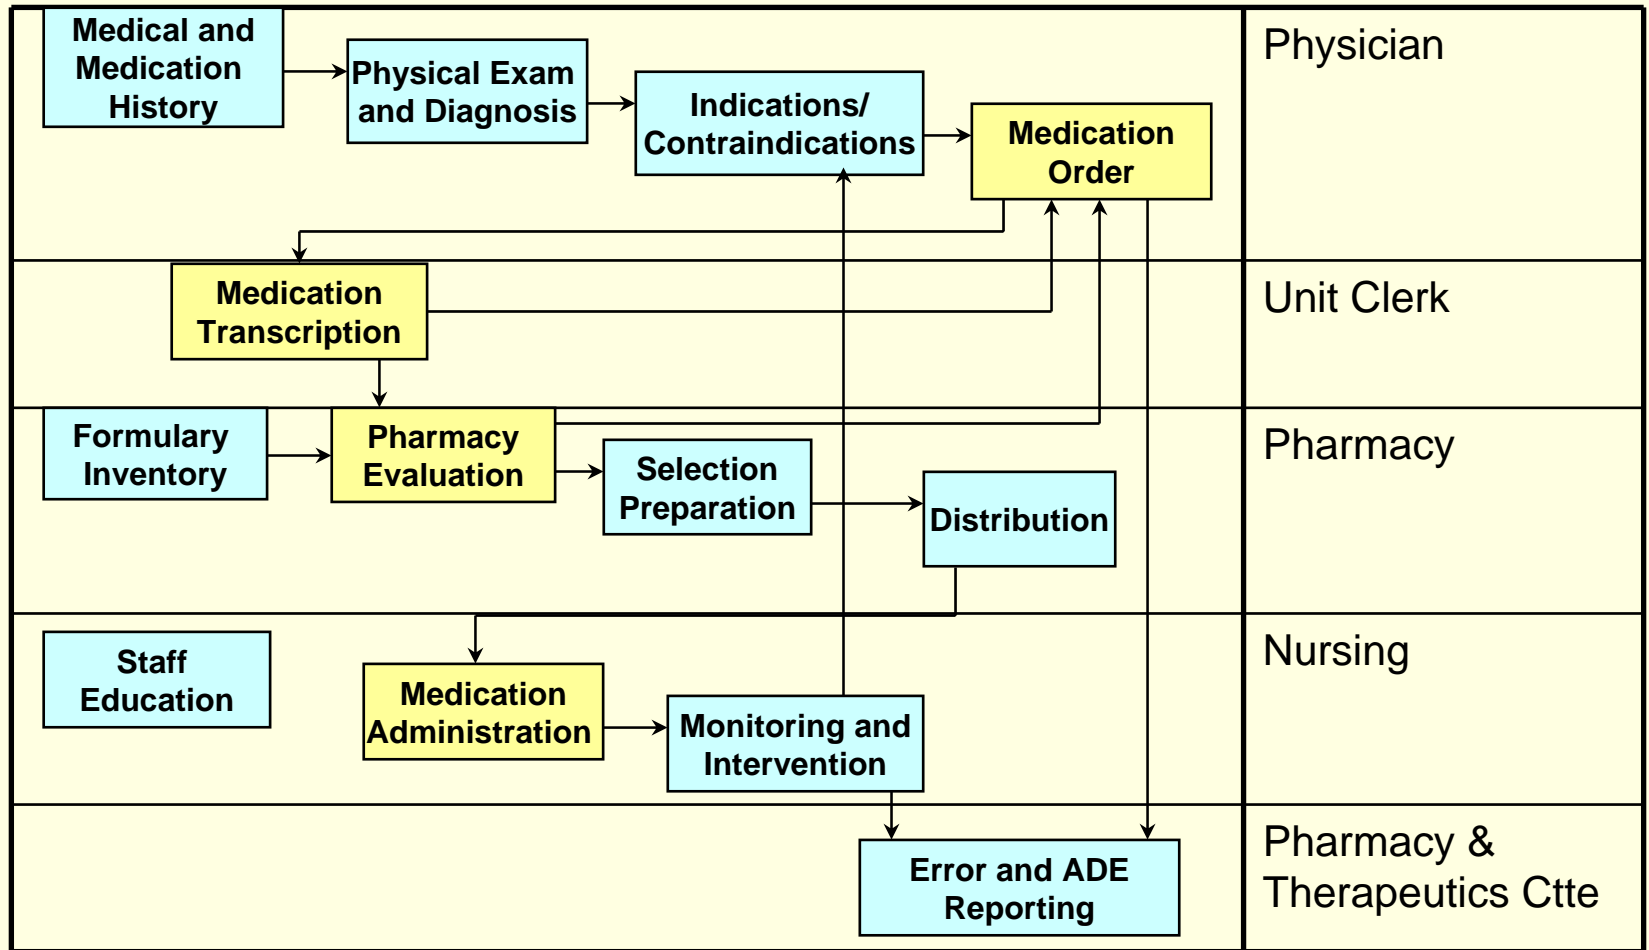 Medical and
Medication
History
Physical Exam
and Diagnosis
Indications/
Contraindications
Medication
Order
Physician
Medication
Transcription
Unit Clerk
Formulary
Inventory
Pharmacy
Evaluation
Selection
Preparation
Distribution
Pharmacy
Staff
Education
Medication
Administration
Monitoring and
Intervention
Nursing
Error and ADE
Reporting
Pharmacy &
Therapeutics Ctte